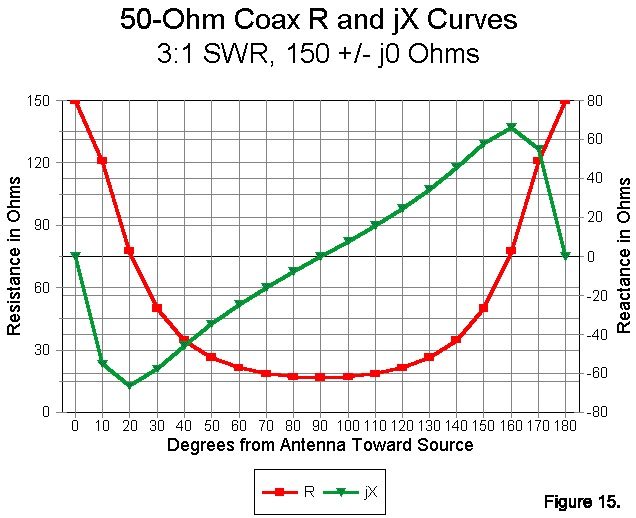 50-Ohm Coax R and jX Curves
3:1 SWR, 150 +/- j0 Ohms
Resistance in Ohms
150
120
90
60
30
0
80
60
40
20
0
-20
-40
-60
-80
Reactance in Ohms
0 10 20 30 40 50 60 70 80 90 100 110 120 130 140 150 160 170 180
Degrees from Antenna Toward Source
R jX
Figure 15.